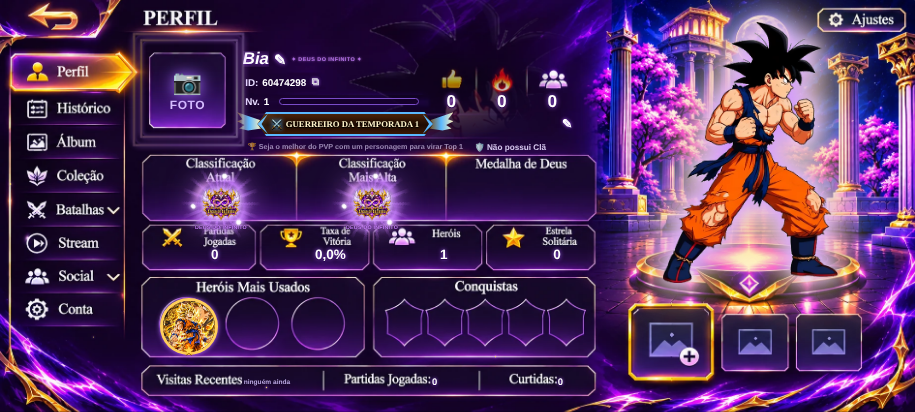 PERFIL
Ajustes
Perfil
Histórico
Álbum
Coleção
Batalhas
Stream
Social
Conta
FOTO
Bia
✦ DEUS DO INFINITO ✦
ID: 60474298
Nv. 1
0 0 0
GUERREIRO DA TEMPORADA 1
Seja o melhor do PVP com um personagem para virar Top 1
Não possui Clã
Classificação
Atual
Classificação
Mais Alta
Medalha de Deus
Partidas
Jogadas
0
Taxa de
Vitória
0,0%
Heróis
1
Estrela
Solitária
0
Heróis Mais Usados
Conquistas
Visitas Recentes ninguém ainda
Partidas Jogadas: 0
Curtidas: 0